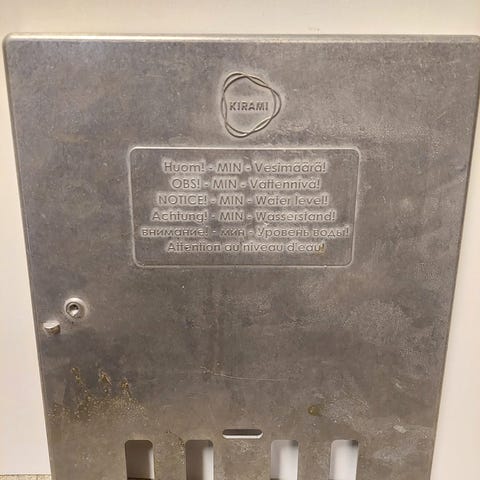 KIRAMI
Huom! - MIN - Vesimäärä!
OBS! - MIN - Vattennivå!
NOTICE! - MIN - Water level!
Achtung! - MIN - Wasserstand!
внимание! - мин - Уровень воды!
Attention au niveau d'eau!